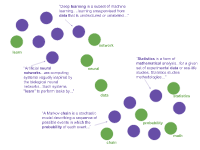 "Deep learning is a subset of machine
learning ... learning unsupervised from
data that is unstructured or unlabeled..."
network
learn
"Statistics is a form of
mathematical analysis for a given
set of experimental data or real life
studies. Statistics studies
methodologies..."
neural
networks are computing
systems vaguely inspired by
the biological neural
networks. Such systems
"learn" to perform tasks by..."
neural
data
statistics
"A Markov chain is a stochastic
model describing a sequence of
possible events in which the
probability of each event..."
probability
chain
math